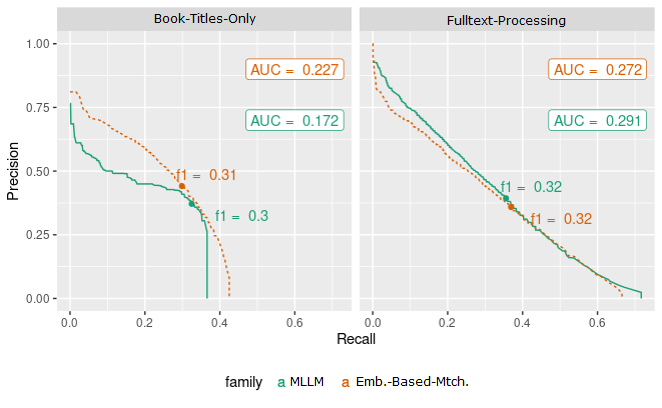 Book-Titles-Only
Fulltext-Processing
1.00
0.75
0.50
0.25
0.00
Precision
AUC = 0.227
AUC = 0.172
f1 = 0.31
f1 = 0.3
AUC = 0.272
AUC = 0.291
f1 = 0.32
f1 = 0.32
0.0 0.2 0.4 0.6
0.0 0.2 0.4 0.6
Recall
family a MLLM a Emb.-Based-Mtch.